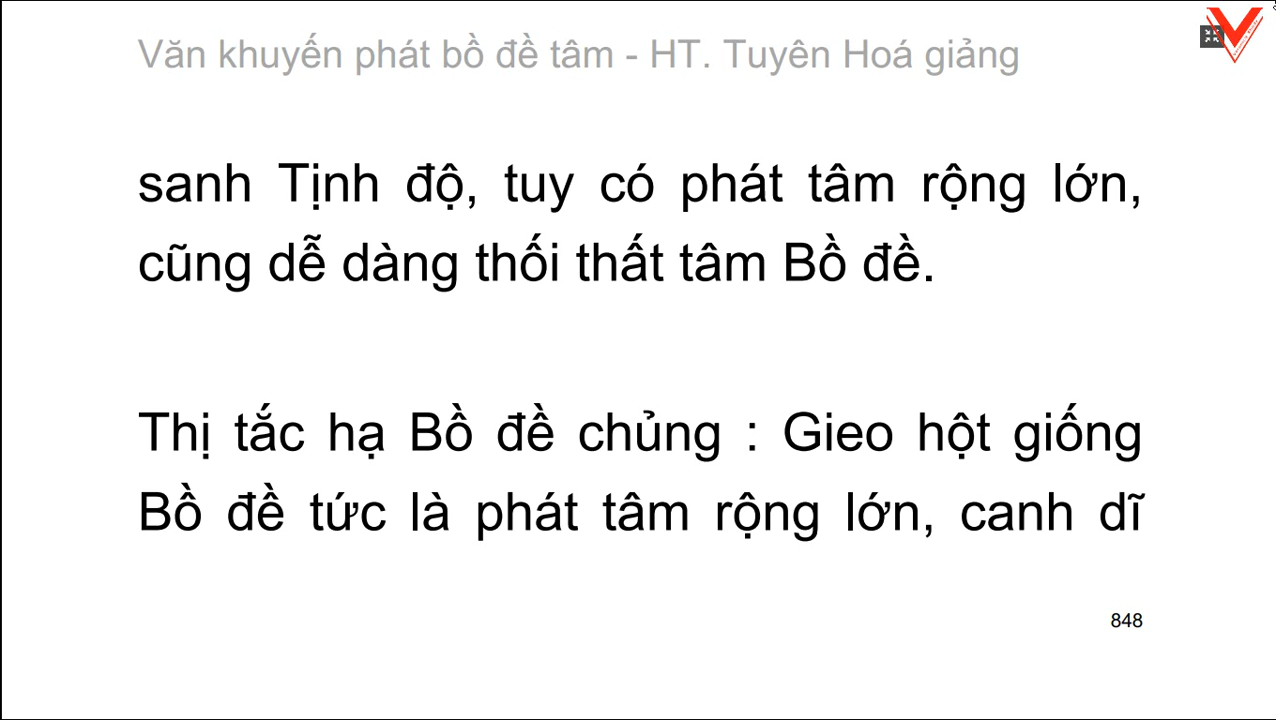 Văn khuyến phát bồ đề tâm - HT. Tuyên Hoá giảng
sanh Tịnh độ, tuy có phát tâm rộng lớn,
cũng dễ dàng thối thất tâm Bồ đề.
Thị tắc hạ Bồ đề chủng : Gieo hột giống
Bồ đề tức là phát tâm rộng lớn, canh dĩ
848